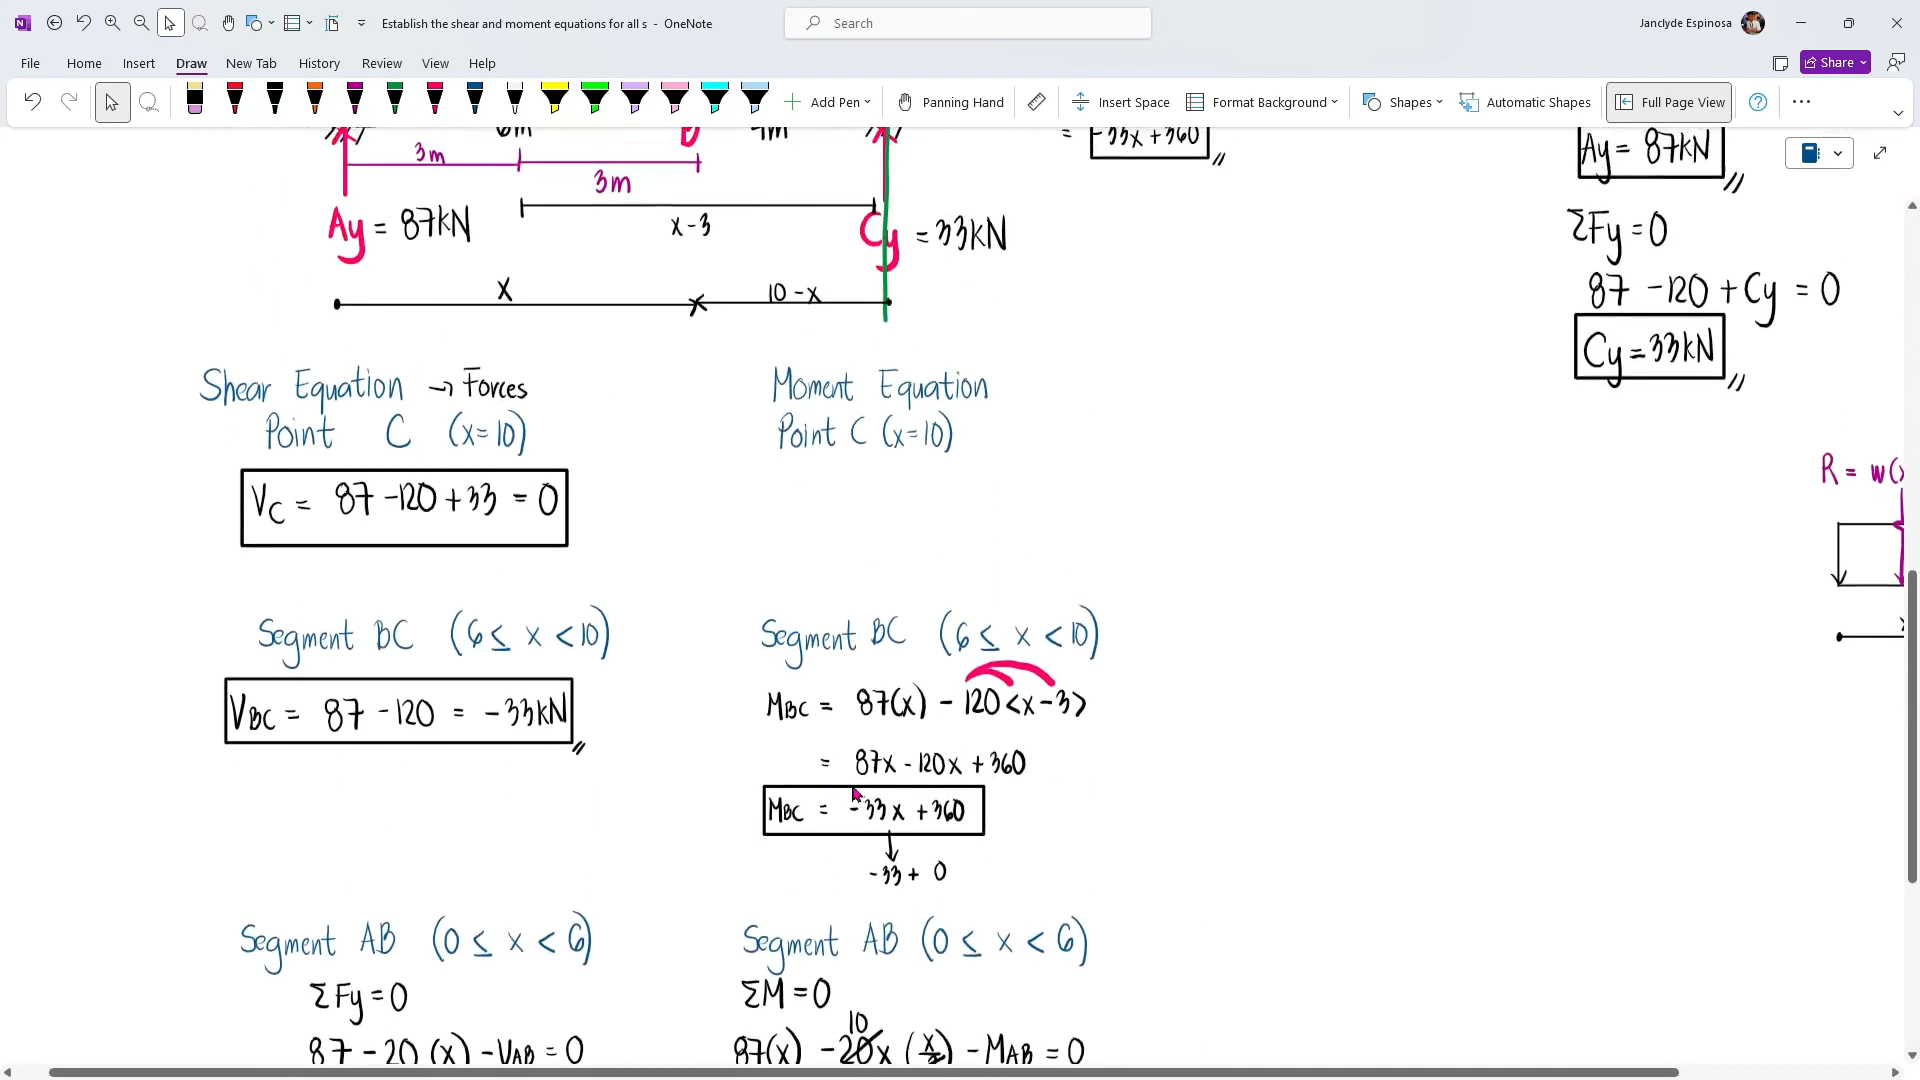 Establish the shear and moment equations for all s - OneNote
Search
Janclyde Espinosa
File Home Insert Draw New Tab History Review View Help
Share
Add Pen
Panning Hand
Insert Space
Format Background
Shapes
Automatic Shapes
Full Page View
3m
3m
x-3
Ay = 87kN
Cy = 33kN
x
10-x
= -33x+360
Ay = 87kN
ΣFy=0
87 -120 + Cy = 0
Cy = 33kN
Shear Equation → Forces
Point C (x=10)
Vc = 87-120+33 = 0
Moment Equation
Point C (x=10)
R = w(x
Segment BC (6 ≤ x < 10)
VBC = 87 - 120 = -33kN
Segment BC (6 ≤ x < 10)
MBC = 87(x) - 120<x-3>
= 87x - 120x + 360
MBC = -33x + 360
-33 + 0
Segment AB (0 ≤ x < 6)
ΣFy=0
87 - 20(x) - VAB = 0
Segment AB (0 ≤ x < 6)
ΣM=0
10
87(x) - 20x (x/2) - MAB = 0